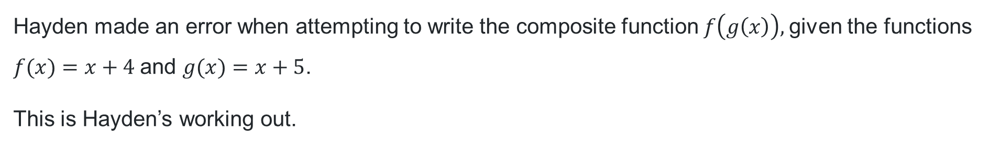 Hayden made an error when attempting to write the composite function f(g(x)), given the functions
f(x) = x + 4 and g(x) = x + 5.
This is Hayden’s working out.